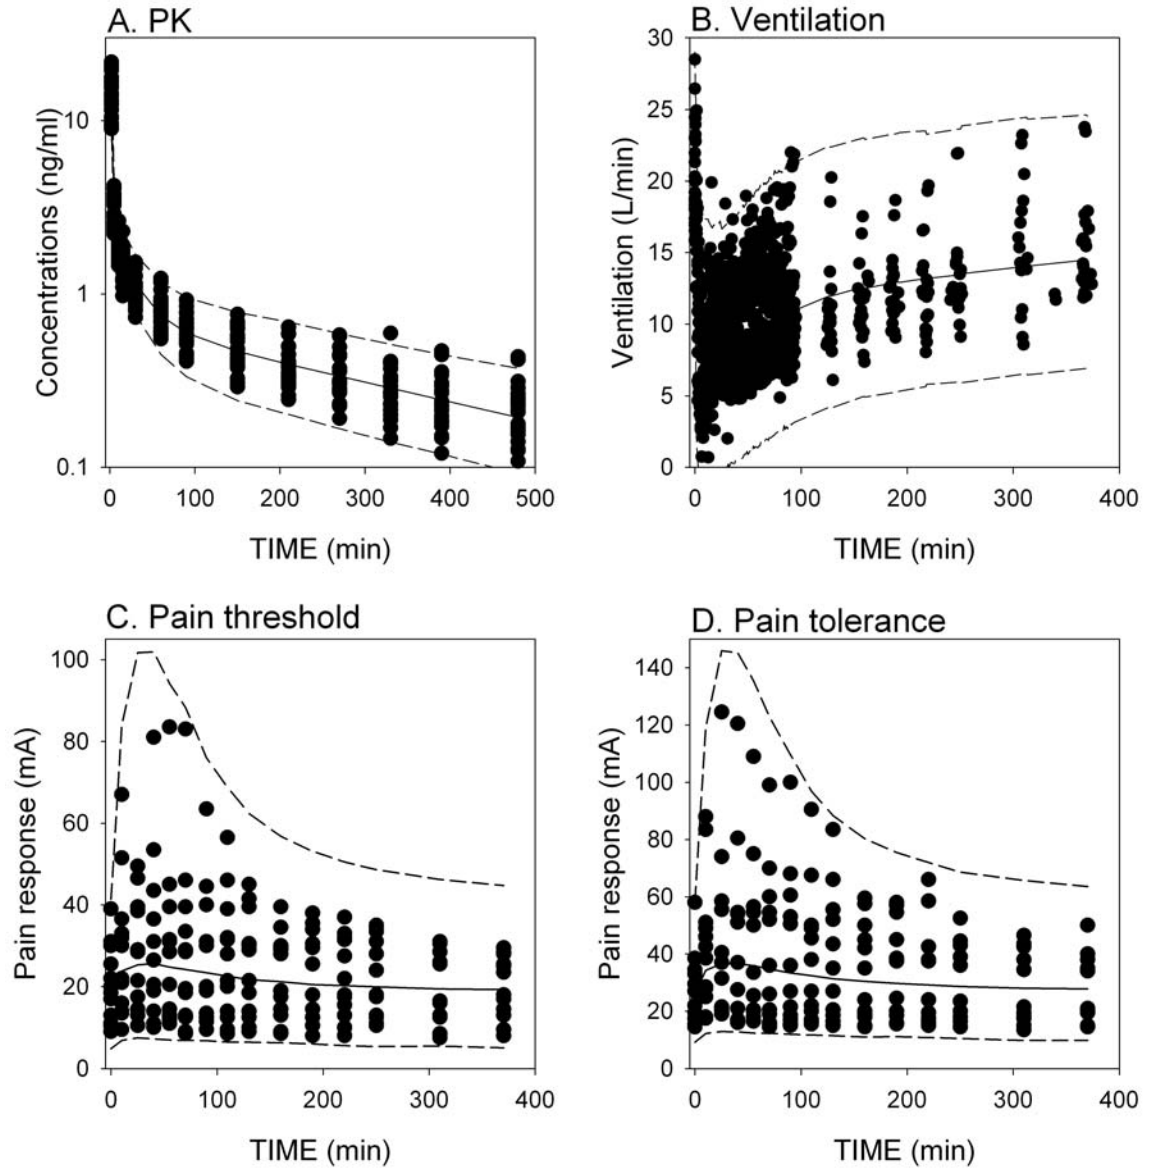 A. PK
Concentrations (ng/ml)
10
1
0.1
0 100 200 300 400 500
TIME (min)
B. Ventilation
Ventilation (L/min)
30
25
20
15
10
5
0
0 100 200 300 400
TIME (min)
C. Pain threshold
Pain response (mA)
100
80
60
40
20
0
0 100 200 300 400
TIME (min)
D. Pain tolerance
Pain response (mA)
140
120
100
80
60
40
20
0
0 100 200 300 400
TIME (min)